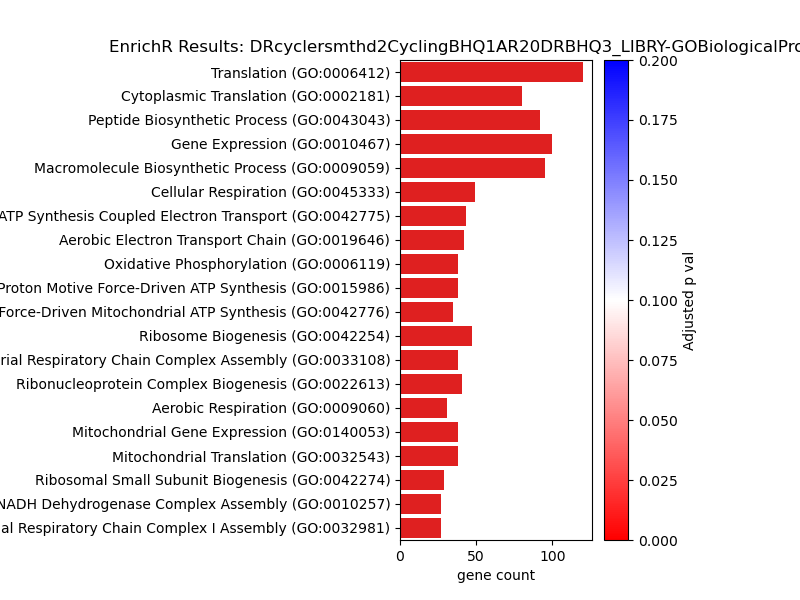 EnrichR Results: DRcyclersmthd2CyclingBHQ1AR20DRBHQ3_LIBRY-GOBiologicalPro
Translation (GO:0006412)
Cytoplasmic Translation (GO:0002181)
Peptide Biosynthetic Process (GO:0043043)
Gene Expression (GO:0010467)
Macromolecule Biosynthetic Process (GO:0009059)
Cellular Respiration (GO:0045333)
ATP Synthesis Coupled Electron Transport (GO:0042775)
Aerobic Electron Transport Chain (GO:0019646)
Oxidative Phosphorylation (GO:0006119)
Proton Motive Force-Driven ATP Synthesis (GO:0015986)
Force-Driven Mitochondrial ATP Synthesis (GO:0042776)
Ribosome Biogenesis (GO:0042254)
rial Respiratory Chain Complex Assembly (GO:0033108)
Ribonucleoprotein Complex Biogenesis (GO:0022613)
Aerobic Respiration (GO:0009060)
Mitochondrial Gene Expression (GO:0140053)
Mitochondrial Translation (GO:0032543)
Ribosomal Small Subunit Biogenesis (GO:0042274)
NADH Dehydrogenase Complex Assembly (GO:0010257)
al Respiratory Chain Complex I Assembly (GO:0032981)
0 50 100
gene count
0.200
0.175
0.150
0.125
0.100
0.075
0.050
0.025
0.000
Adjusted p val